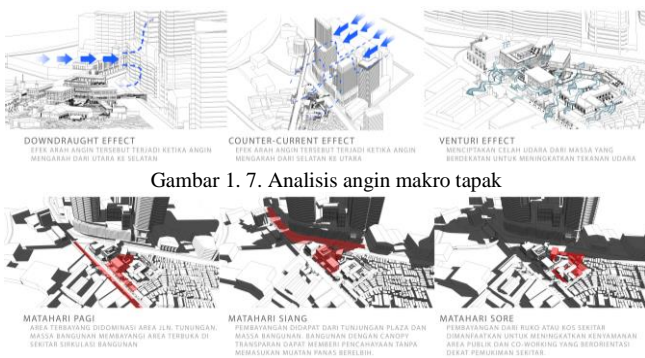 DOWNDRAUGHT EFFECT
EFEK ARAH ANGIN TERSEBUT TERJADI KETIKA ANGIN
MENGARAH DARI UTARA KE SELATAN
COUNTER-CURRENT EFFECT
EFEK ARAH ANGIN TERSEBUT TERJADI KETIKA ANGIN
MENGARAH DARI SELATAN KE UTARA
VENTURI EFFECT
MENCIPTAKAN CELAH UDARA DARI MASSA YANG
BERDEKATAN UNTUK MENINGKATKAN TEKANAN UDARA
Gambar 1. 7. Analisis angin makro tapak
MATAHARI PAGI
AREA TERBAYANG DIDOMINASI AREA JLN. TUNJUNGAN,
MASSA BANGUNAN MEMBAYANGI AREA TERBUKA DI
SEKITAR SIRKULASI BANGUNAN
MATAHARI SIANG
PEMBAYANGAN DIDAPAT DARI TUNJUNGAN PLAZA DAN
MASSA BANGUNAN. BANGUNAN DENGAN CANOPY
TRANSPARAN DAPAT MEMBERI PENCAHAYAAN TANPA
MEMASUKAN MUATAN PANAS BERELBIH.
MATAHARI SORE
PEMBAYANGAN DARI RUKO ATAU KOS SEKITAR
DIMANFAATKAN UNTUK MENINGKATKAN KENYAMANAN
AREA PUBLIK DAN CO-WORKING YANG BERORIENTASI
DEKAT PEMUKIMAN SEKITAR